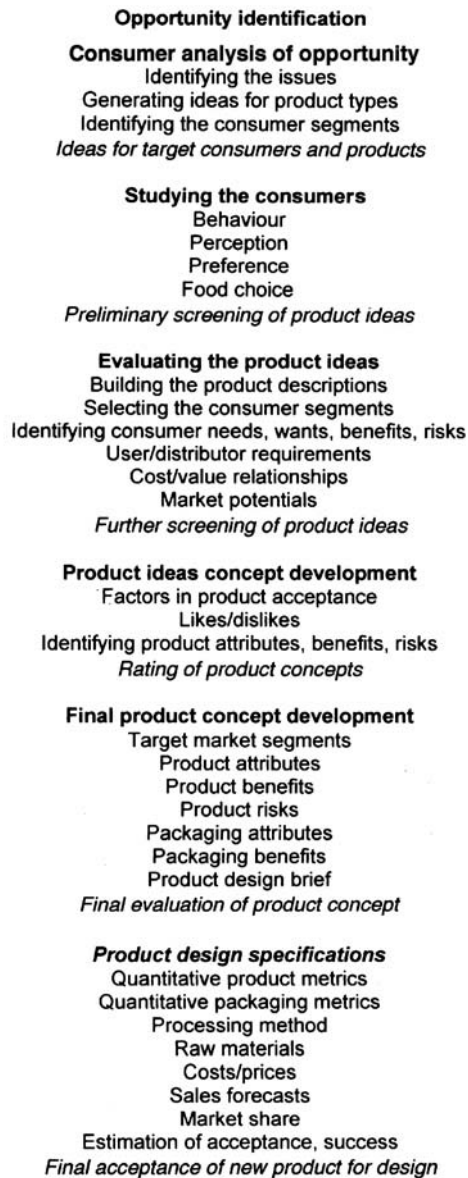 Opportunity identification
Consumer analysis of opportunity
Identifying the issues
Generating ideas for product types
Identifying the consumer segments
Ideas for target consumers and products
Studying the consumers
Behaviour
Perception
Preference
Food choice
Preliminary screening of product ideas
Evaluating the product ideas
Building the product descriptions
Selecting the consumer segments
Identifying consumer needs, wants, benefits, risks
User/distributor requirements
Cost/value relationships
Market potentials
Further screening of product ideas
Product ideas concept development
Factors in product acceptance
Likes/dislikes
Identifying product attributes, benefits, risks
Rating of product concepts
Final product concept development
Target market segments
Product attributes
Product benefits
Product risks
Packaging attributes
Packaging benefits
Product design brief
Final evaluation of product concept
Product design specifications
Quantitative product metrics
Quantitative packaging metrics
Processing method
Raw materials
Costs/prices
Sales forecasts
Market share
Estimation of acceptance, success
Final acceptance of new product for design